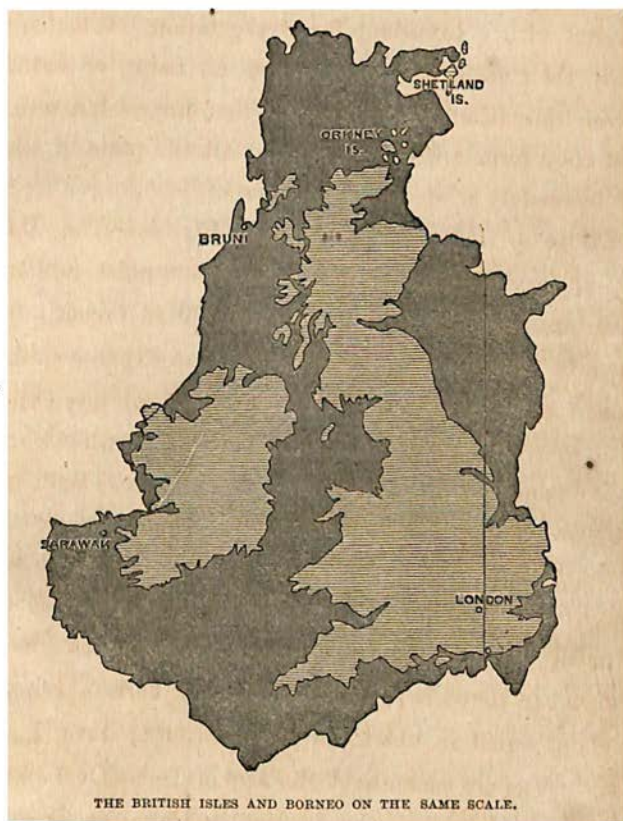 SHETLAND
IS.
ORKNEY
IS.
BRUNI
SARAWAK
LONDON
THE BRITISH ISLES AND BORNEO ON THE SAME SCALE.